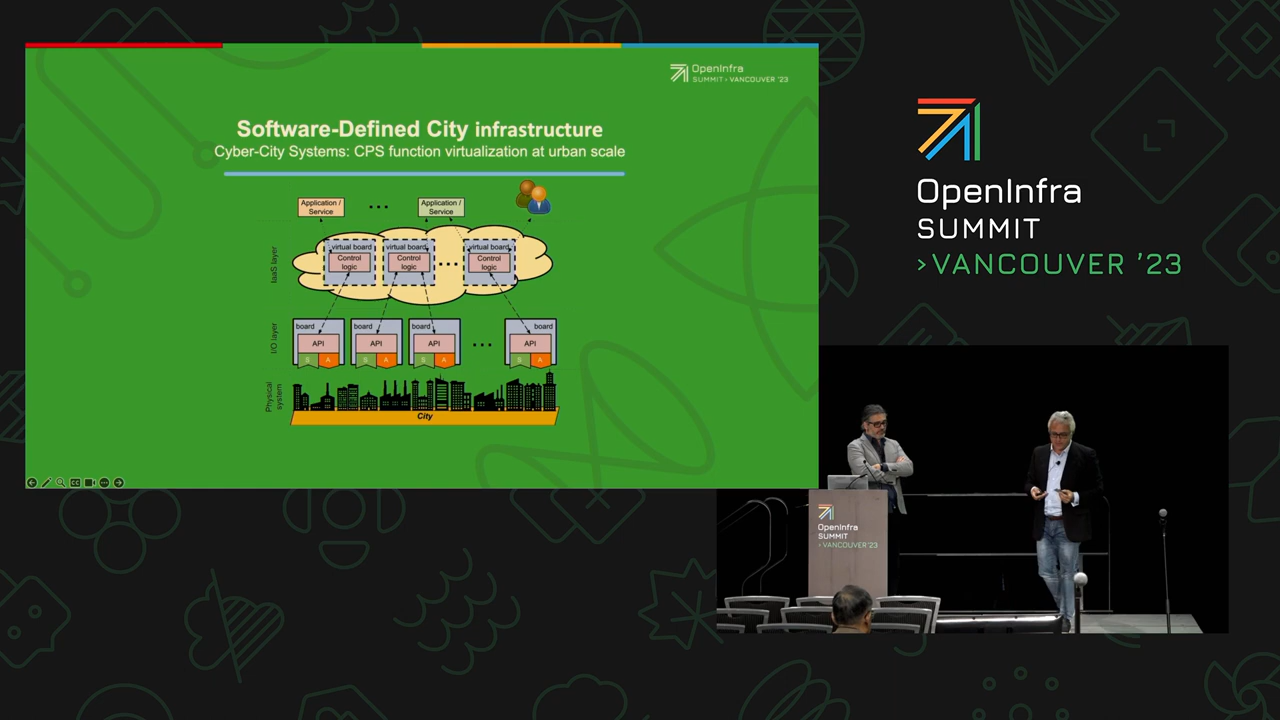 OpenInfra
SUMMIT › VANCOUVER '23
Software-Defined City infrastructure
Cyber-City Systems: CPS function virtualization at urban scale
Application / Service
• • •
Application / Service
IaaS layer
virtual board
Control logic
virtual board
Control logic
• • •
virtual board
Control logic
I/O layer
board
API
S A
board
API
S A
board
API
S A
• • •
board
API
S A
Physical system
City
CC
OpenInfra
SUMMIT
›VANCOUVER '23
OpenInfra
SUMMIT
›VANCOUVER '23